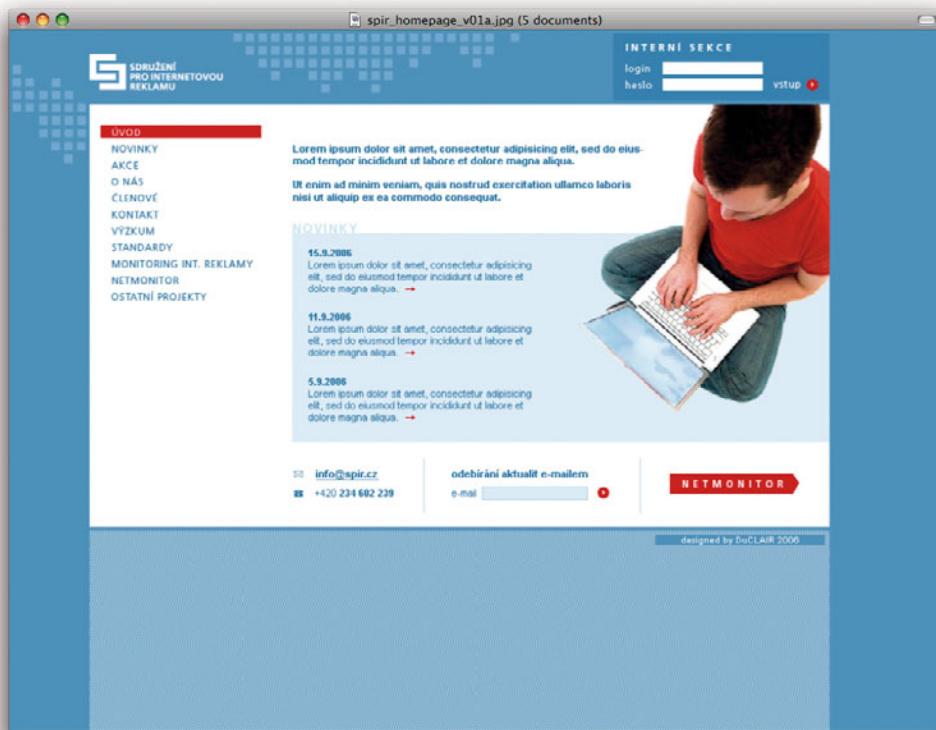 spir_homepage_v01a.jpg (5 documents)
SDRUŽENÍ
PRO INTERNETOVOU
REKLAMU
INTERNÍ SEKCE
login
heslo
vstup
ÚVOD
NOVINKY
AKCE
O NÁS
ČLENOVÉ
KONTAKT
VÝZKUM
STANDARDY
MONITORING INT. REKLAMY
NETMONITOR
OSTATNÍ PROJEKTY
Lorem ipsum dolor sit amet, consectetur adipisicing elit, sed do eius-
mod tempor incididunt ut labore et dolore magna aliqua.
Ut enim ad minim veniam, quis nostrud exercitation ullamco laboris
nisi ut aliquip ex ea commodo consequat.
NOVINKY
15.9.2006
Lorem ipsum dolor sit amet, consectetur adipisicing
elit, sed do eiusmod tempor incididunt ut labore et
dolore magna aliqua. →
11.9.2006
Lorem ipsum dolor sit amet, consectetur adipisicing
elit, sed do eiusmod tempor incididunt ut labore et
dolore magna aliqua. →
5.9.2006
Lorem ipsum dolor sit amet, consectetur adipisicing
elit, sed do eiusmod tempor incididunt ut labore et
dolore magna aliqua. →
info@spir.cz
+420 234 602 239
odebírání aktualit e-mailem
e-mail
NETMONITOR
designed by DuCLAIR 2006